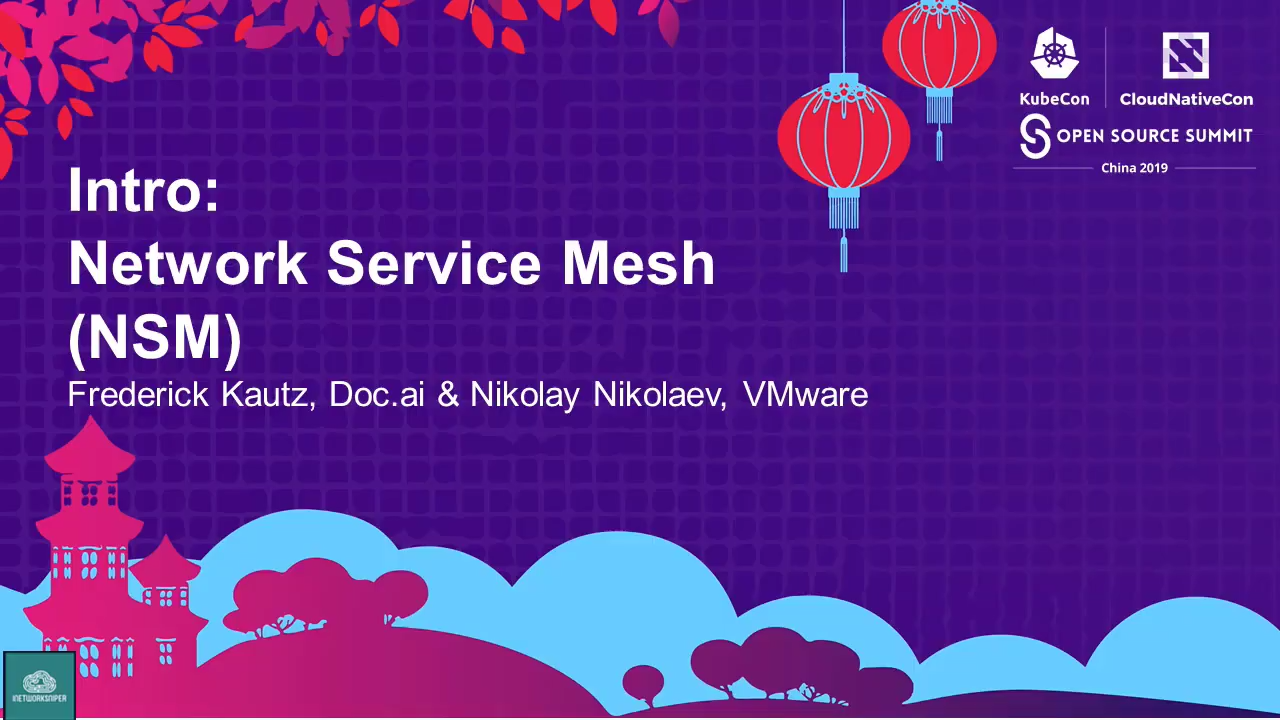 KubeCon
CloudNativeCon
OPEN SOURCE SUMMIT
China 2019
Intro:
Network Service Mesh
(NSM)
Frederick Kautz, Doc.ai & Nikolay Nikolaev, VMware
INETWORKSNIPER